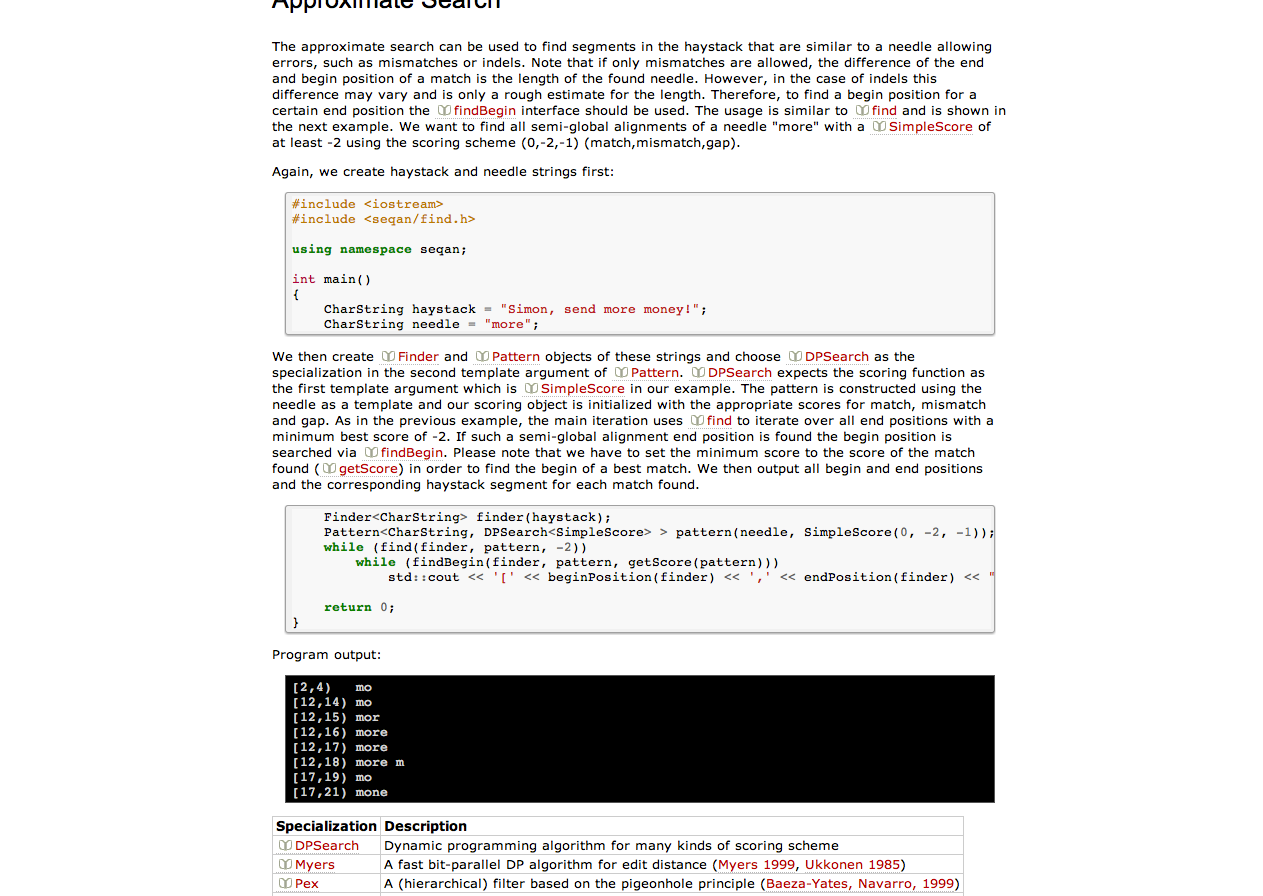 Approximate Search
The approximate search can be used to find segments in the haystack that are similar to a needle allowing
errors, such as mismatches or indels. Note that if only mismatches are allowed, the difference of the end
and begin position of a match is the length of the found needle. However, in the case of indels this
difference may vary and is only a rough estimate for the length. Therefore, to find a begin position for a
certain end position the findBegin interface should be used. The usage is similar to find and is shown in
the next example. We want to find all semi-global alignments of a needle "more" with a SimpleScore of
at least -2 using the scoring scheme (0,-2,-1) (match,mismatch,gap).
Again, we create haystack and needle strings first:
#include <iostream>
#include <seqan/find.h>
using namespace seqan;
int main()
{
    CharString haystack = "Simon, send more money!";
    CharString needle = "more";
We then create Finder and Pattern objects of these strings and choose DPSearch as the
specialization in the second template argument of Pattern. DPSearch expects the scoring function as
the first template argument which is SimpleScore in our example. The pattern is constructed using the
needle as a template and our scoring object is initialized with the appropriate scores for match, mismatch
and gap. As in the previous example, the main iteration uses find to iterate over all end positions with a
minimum best score of -2. If such a semi-global alignment end position is found the begin position is
searched via findBegin. Please note that we have to set the minimum score to the score of the match
found (getScore) in order to find the begin of a best match. We then output all begin and end positions
and the corresponding haystack segment for each match found.
    Finder<CharString> finder(haystack);
    Pattern<CharString, DPSearch<SimpleScore> > pattern(needle, SimpleScore(0, -2, -1));
    while (find(finder, pattern, -2))
        while (findBegin(finder, pattern, getScore(pattern)))
            std::cout << '[' << beginPosition(finder) << ',' << endPosition(finder) << "
    return 0;
}
Program output:
[2,4)   mo
[12,14) mo
[12,15) mor
[12,16) more
[12,17) more
[12,18) more m
[17,19) mo
[17,21) mone
Specialization Description
DPSearch Dynamic programming algorithm for many kinds of scoring scheme
Myers A fast bit-parallel DP algorithm for edit distance (Myers 1999, Ukkonen 1985)
Pex A (hierarchical) filter based on the pigeonhole principle (Baeza-Yates, Navarro, 1999)